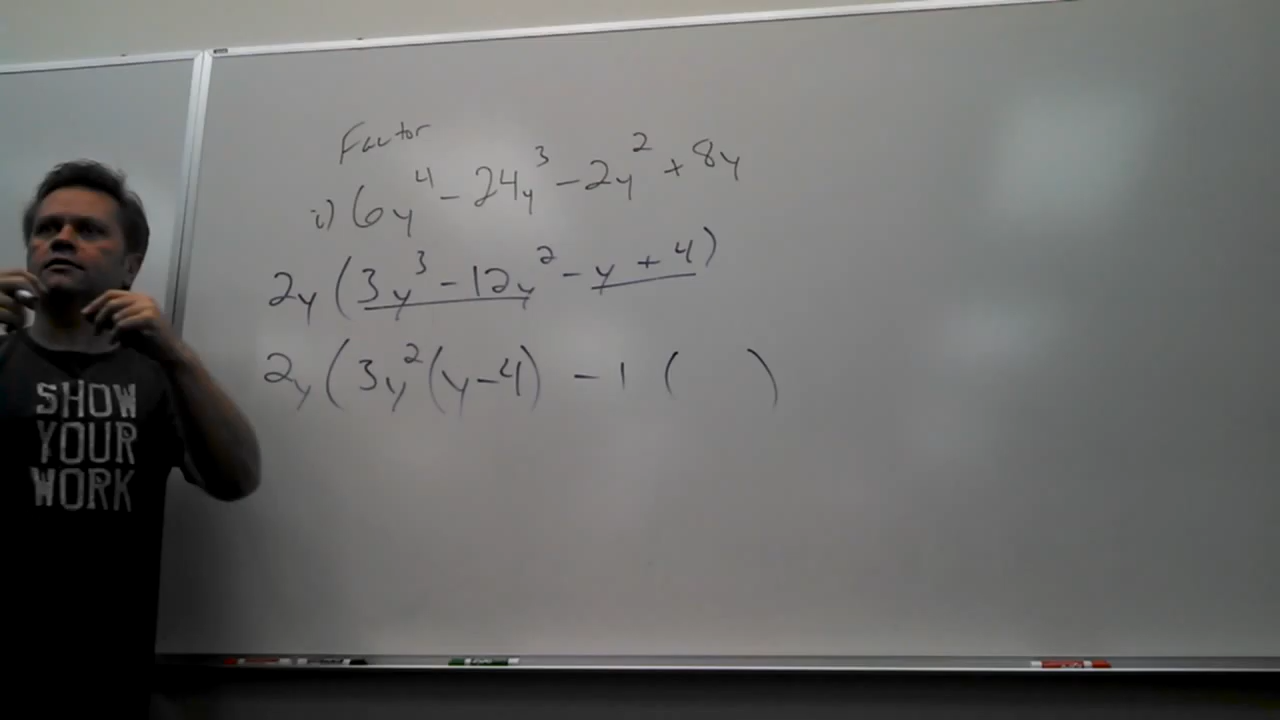 Factor
i) 6y⁴ - 24y³ - 2y² + 8y
2y (3y³ - 12y² - y + 4)
2y (3y² (y - 4) - 1 ( )
SHOW
YOUR
WORK